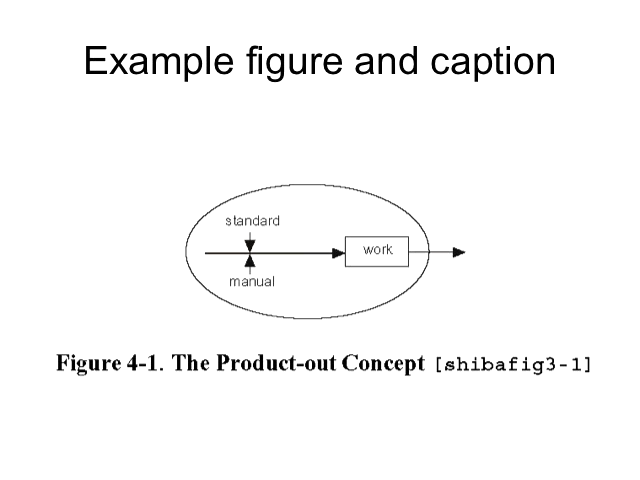 Example figure and caption
standard
work
manual
Figure 4-1. The Product-out Concept [shibafig3-1]